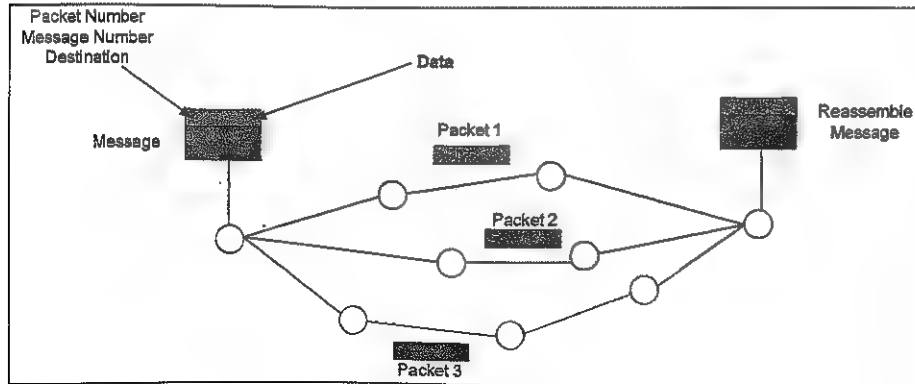 Packet Number
Message Number
Destination
Data
Message
Packet 1
Reassemble
Message
Packet 2
Packet 3